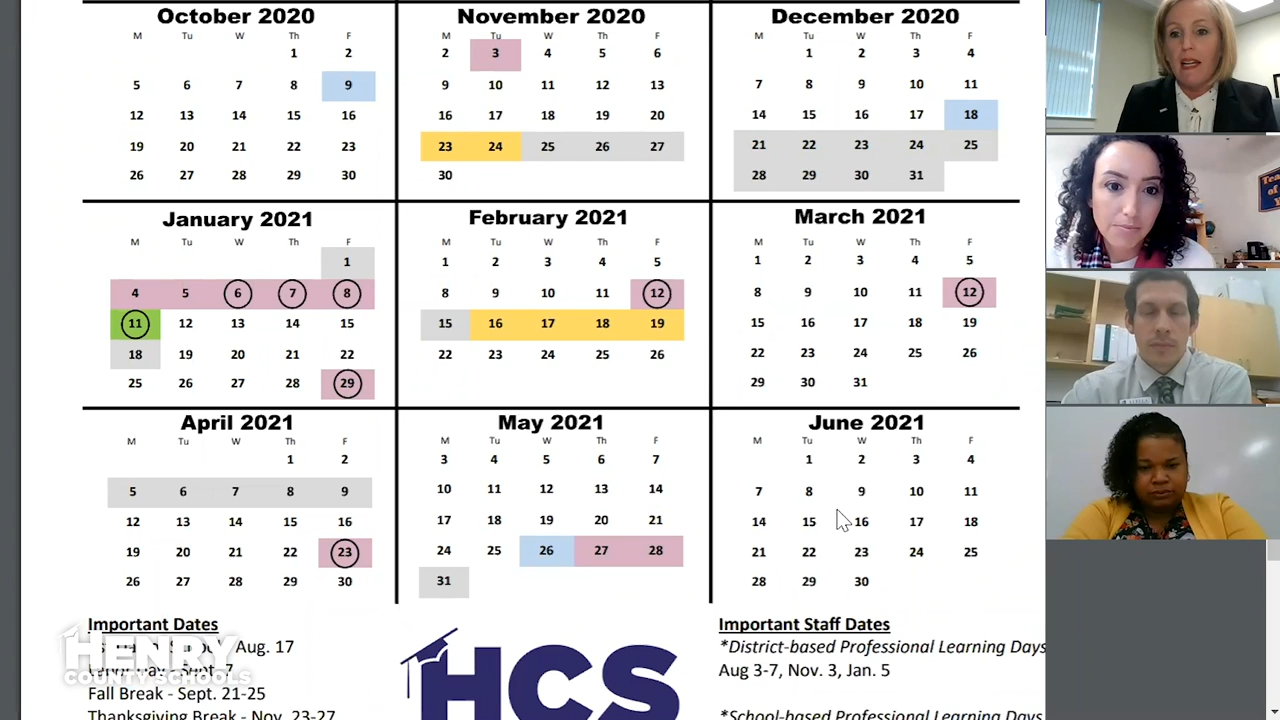 October 2020
M Tu W Th F
1 2
5 6 7 8 9
12 13 14 15 16
19 20 21 22 23
26 27 28 29 30
November 2020
M Tu W Th F
2 3 4 5 6
9 10 11 12 13
16 17 18 19 20
23 24 25 26 27
30
December 2020
M Tu W Th F
1 2 3 4
7 8 9 10 11
14 15 16 17 18
21 22 23 24 25
28 29 30 31
January 2021
M Tu W Th F
1
4 5 6 7 8
11 12 13 14 15
18 19 20 21 22
25 26 27 28 29
February 2021
M Tu W Th F
1 2 3 4 5
8 9 10 11 12
15 16 17 18 19
22 23 24 25 26
March 2021
M Tu W Th F
1 2 3 4 5
8 9 10 11 12
15 16 17 18 19
22 23 24 25 26
29 30 31
April 2021
M Tu W Th F
1 2
5 6 7 8 9
12 13 14 15 16
19 20 21 22 23
26 27 28 29 30
May 2021
M Tu W Th F
3 4 5 6 7
10 11 12 13 14
17 18 19 20 21
24 25 26 27 28
31
June 2021
M Tu W Th F
1 2 3 4
7 8 9 10 11
14 15 16 17 18
21 22 23 24 25
28 29 30
Important Dates
Aug. 17
Fall Break - Sept. 21-25
Thanksgiving Break - Nov. 23-27
HENRY
COUNTY SCHOOLS
HCS
Important Staff Dates
*District-based Professional Learning Days
Aug 3-7, Nov. 3, Jan. 5
*School-based Professional Learning Days